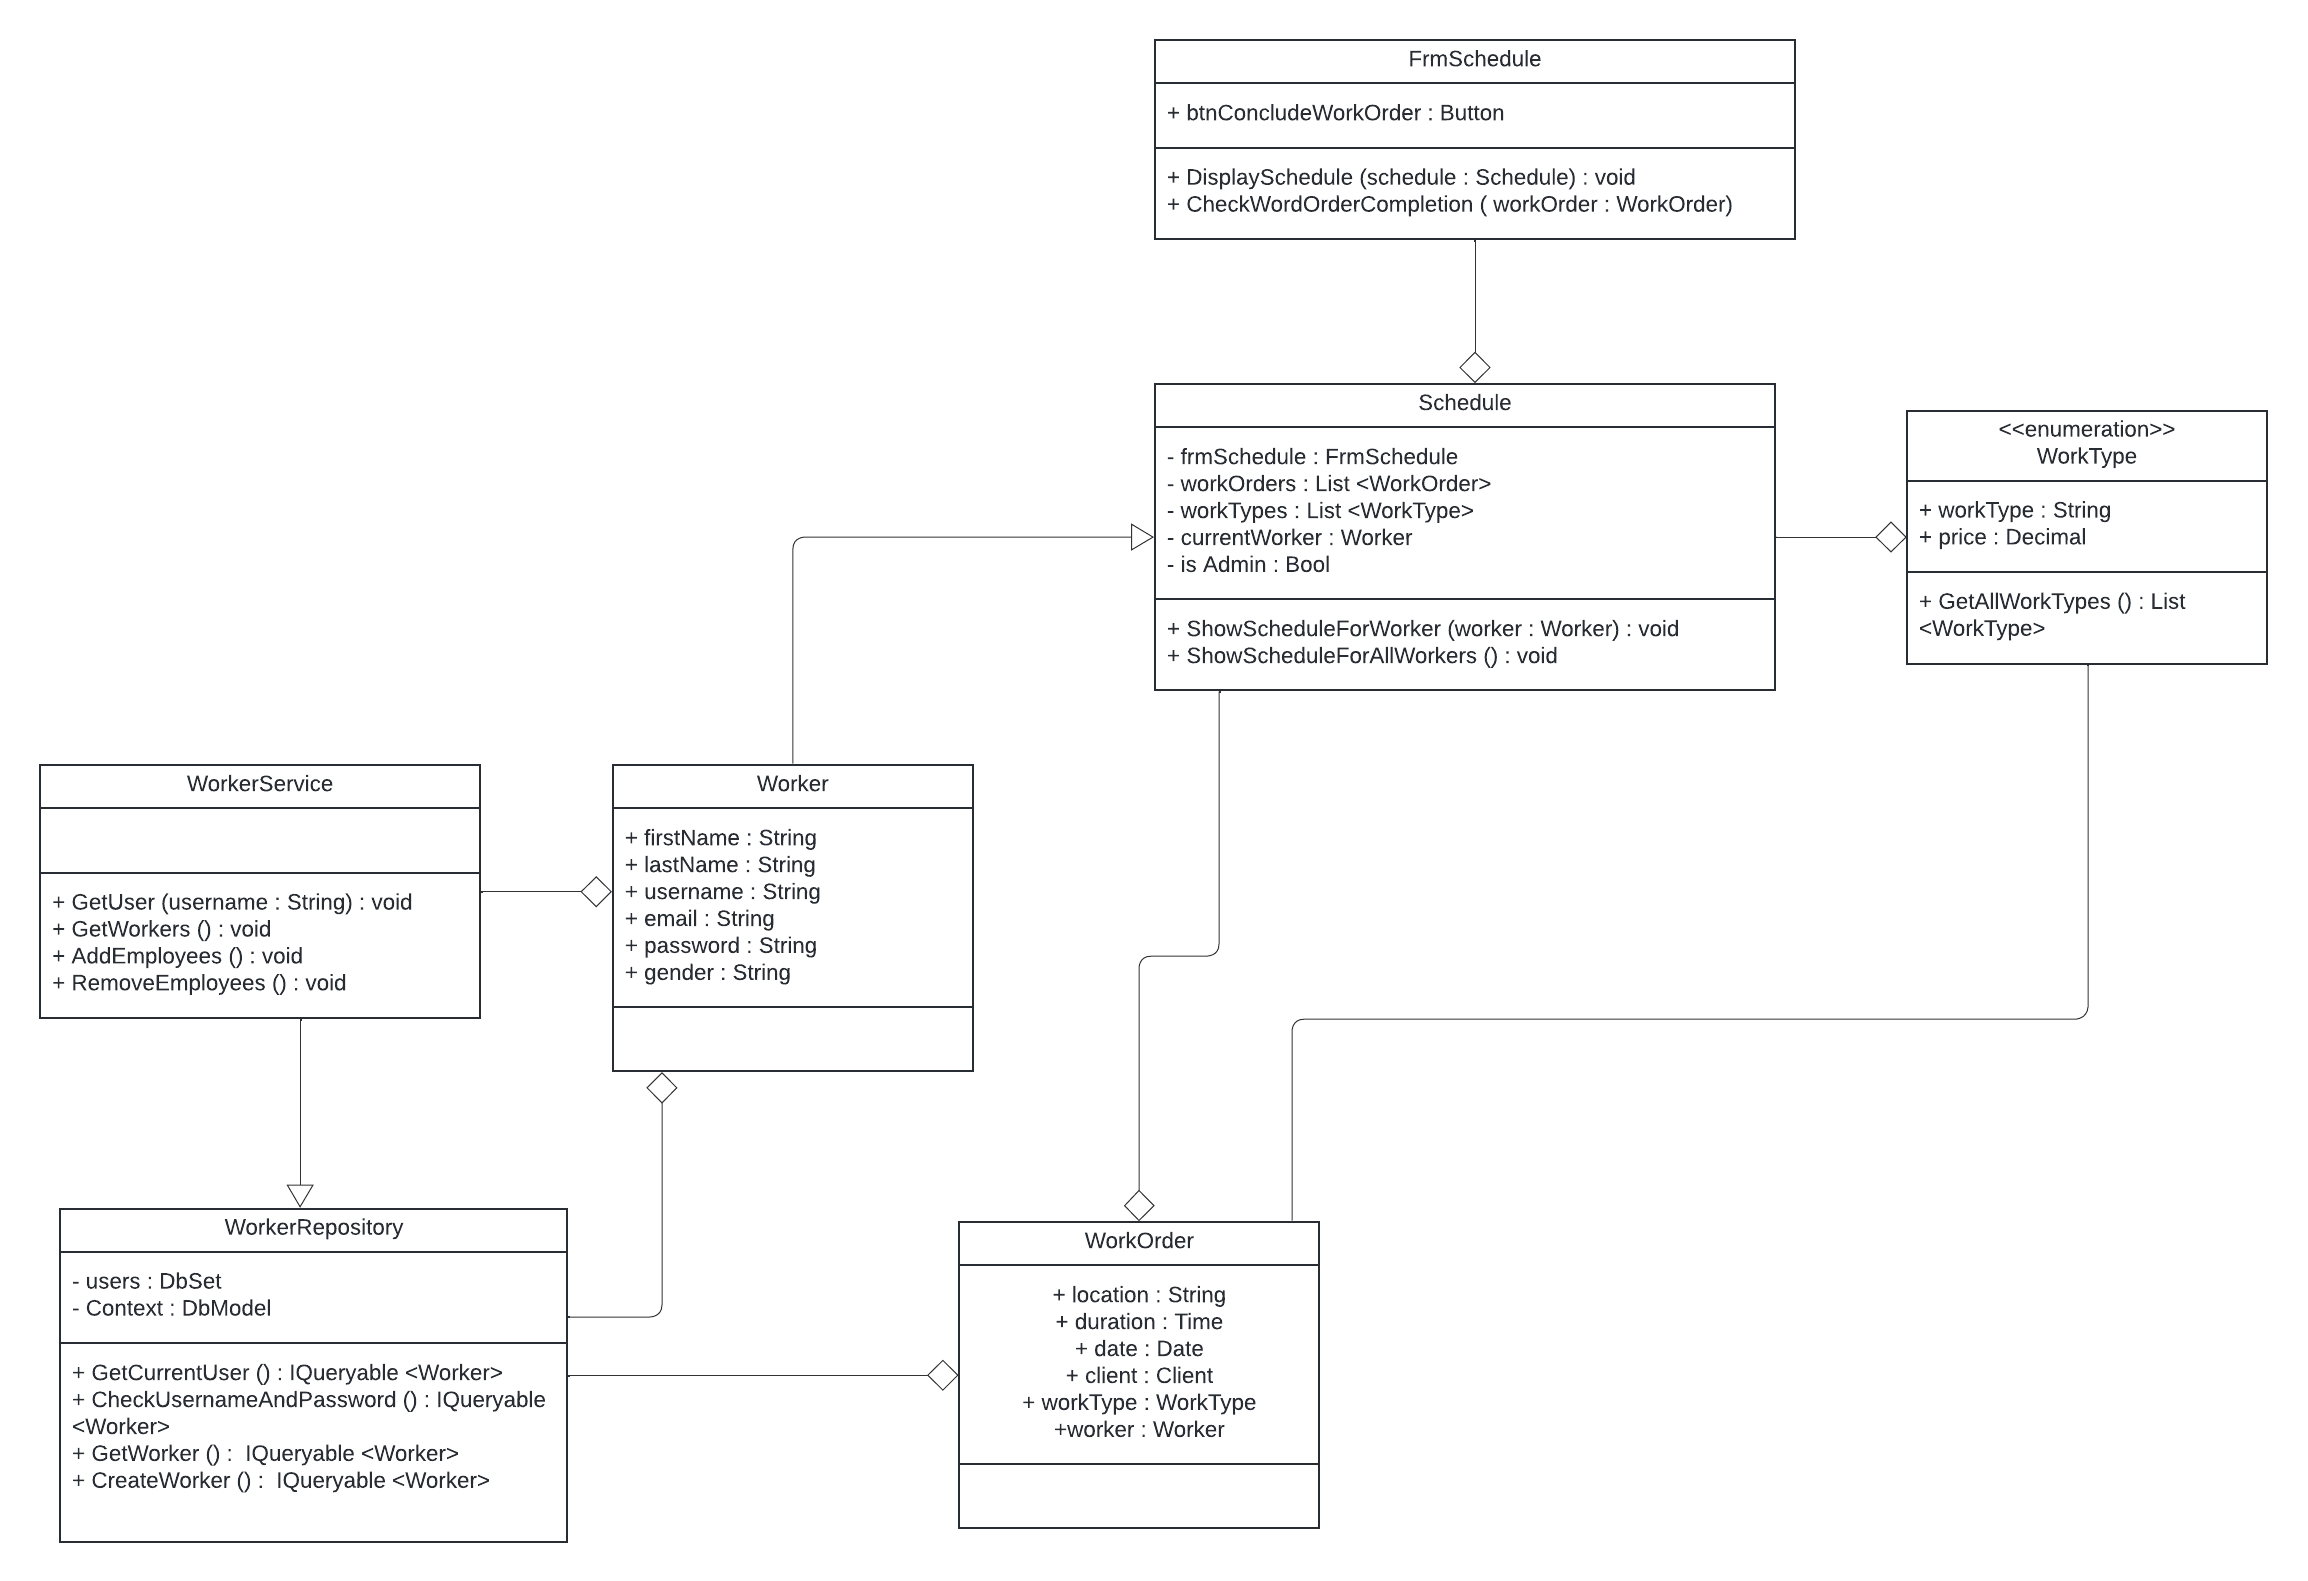 FrmSchedule
+ btnConcludeWorkOrder : Button
+ DisplaySchedule (schedule : Schedule) : void
+ CheckWordOrderCompletion ( workOrder : WorkOrder)
Schedule
- frmSchedule : FrmSchedule
- workOrders : List <WorkOrder>
- workTypes : List <WorkType>
- currentWorker : Worker
- is Admin : Bool
+ ShowScheduleForWorker (worker : Worker) : void
+ ShowScheduleForAllWorkers () : void
<<enumeration>>
WorkType
+ workType : String
+ price : Decimal
+ GetAllWorkTypes () : List
<WorkType>
WorkerService
+ GetUser (username : String) : void
+ GetWorkers () : void
+ AddEmployees () : void
+ RemoveEmployees () : void
Worker
+ firstName : String
+ lastName : String
+ username : String
+ email : String
+ password : String
+ gender : String
WorkerRepository
- users : DbSet
- Context : DbModel
+ GetCurrentUser () : IQueryable <Worker>
+ CheckUsernameAndPassword () : IQueryable
<Worker>
+ GetWorker () :  IQueryable <Worker>
+ CreateWorker () :  IQueryable <Worker>
WorkOrder
+ location : String
+ duration : Time
+ date : Date
+ client : Client
+ workType : WorkType
+worker : Worker